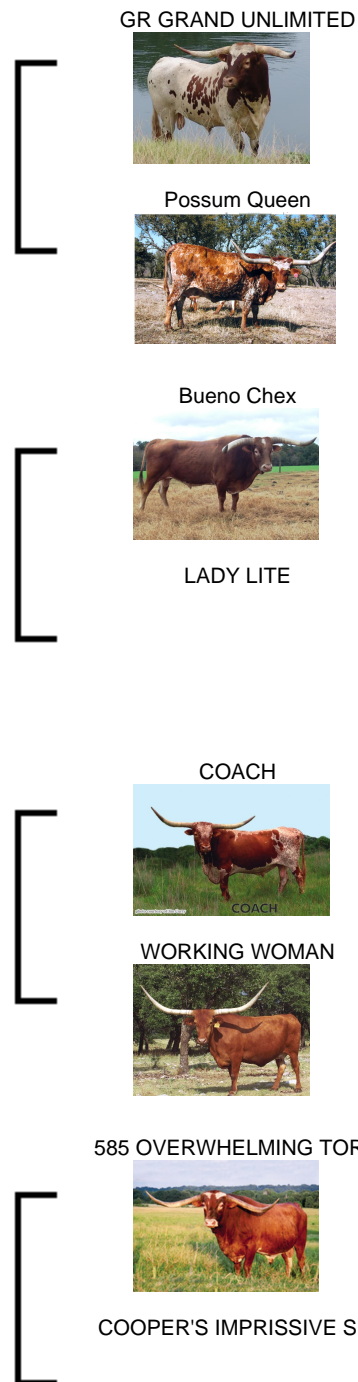 GR GRAND UNLIMITED
Possum Queen
Bueno Chex
LADY LITE
COACH
COACH
WORKING WOMAN
585 OVERWHELMING TOR
COOPER'S IMPRISSIVE S